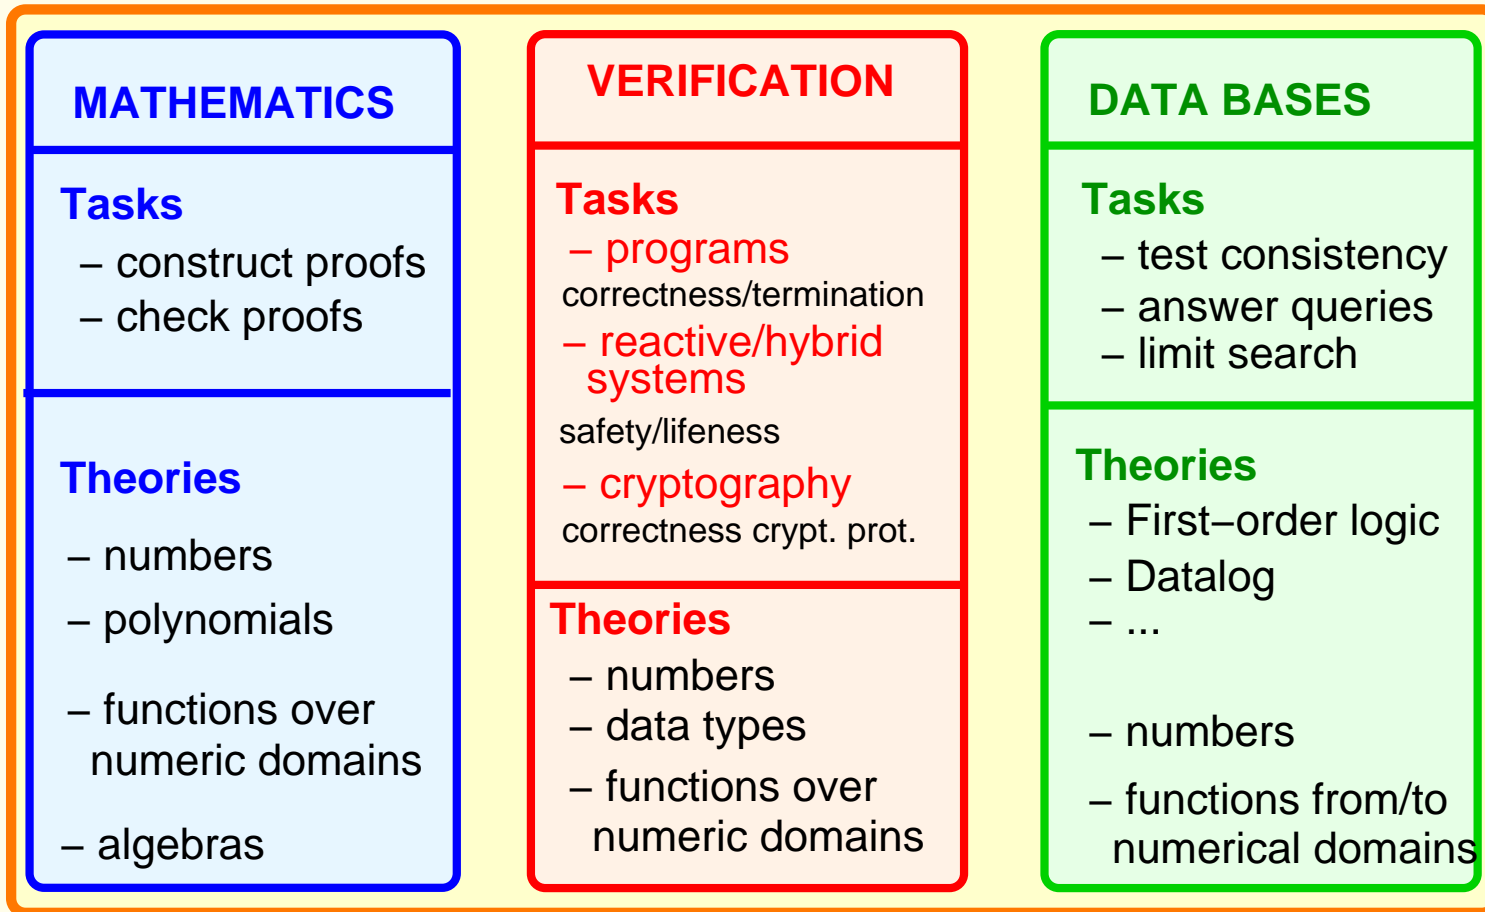 MATHEMATICS
Tasks
– construct proofs
– check proofs
Theories
– numbers
– polynomials
– functions over
numeric domains
– algebras
VERIFICATION
Tasks
– programs
correctness/termination
– reactive/hybrid
systems
safety/lifeness
– cryptography
correctness crypt. prot.
Theories
– numbers
– data types
– functions over
numeric domains
DATA BASES
Tasks
– test consistency
– answer queries
– limit search
Theories
– First–order logic
– Datalog
– ...
– numbers
– functions from/to
numerical domains